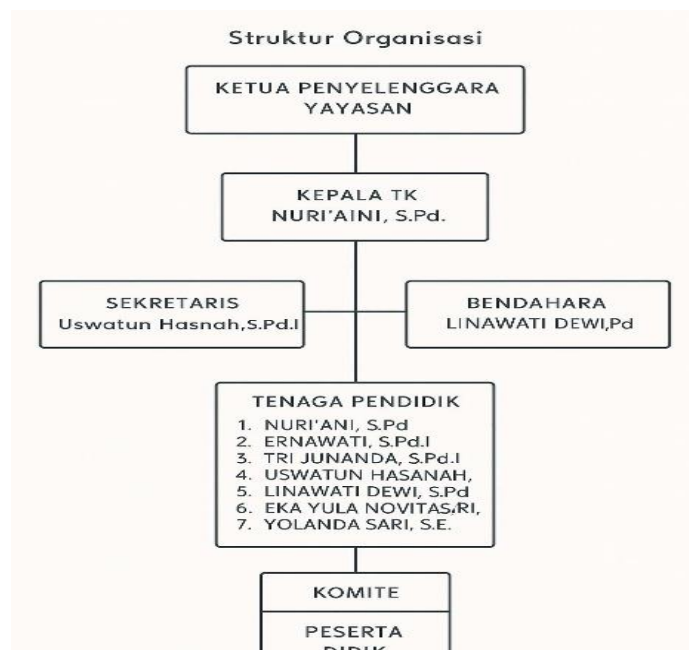 Struktur Organisasi
KETUA PENYELENGGARA
YAYASAN
KEPALA TK
NURI'AINI, S.Pd.
SEKRETARIS
Uswatun Hasnah,S.Pd.I
BENDAHARA
LINAWATI DEWI,Pd
TENAGA PENDIDIK
1. NURI'ANI, S.Pd
2. ERNAWATI, S.Pd.I
3. TRI JUNANDA, S.Pd.I
4. USWATUN HASANAH,
5. LINAWATI DEWI, S.Pd
6. EKA YULA NOVITASARI,
7. YOLANDA SARI, S.E.
KOMITE
PESERTA
DIDIK